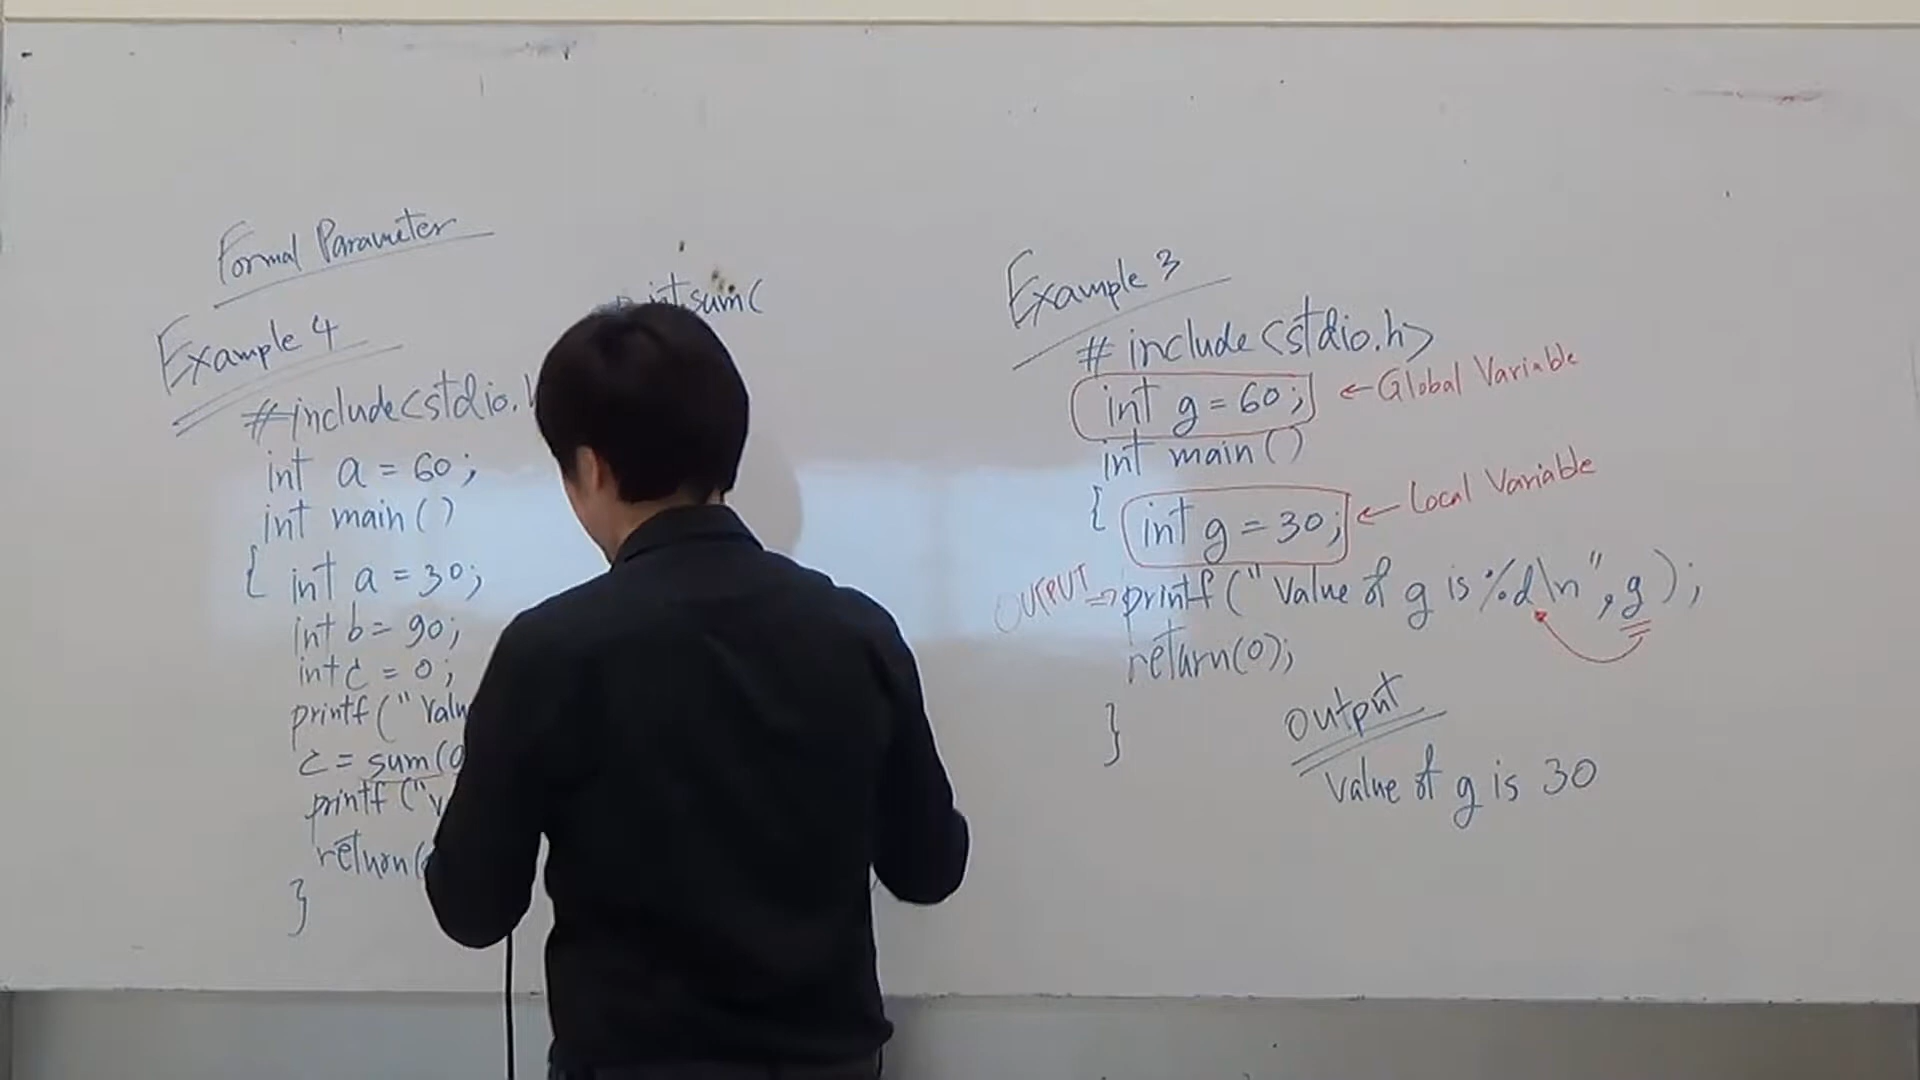 Formal Parameter
Example 4
#include<stdio.h
int a = 60;
int main()
{ int a = 30;
int b = 90;
int c = 0;
printf("Valu
c = sum(
printf("v
return(
}
int sum(
Example 3
# include <stdio.h>
int g = 60; ← Global Variable
int main()
{ int g = 30; ← Local Variable
OUTPUT => printf("Value of g is %d\n", g);
return(0);
}
Output
Value of g is 30